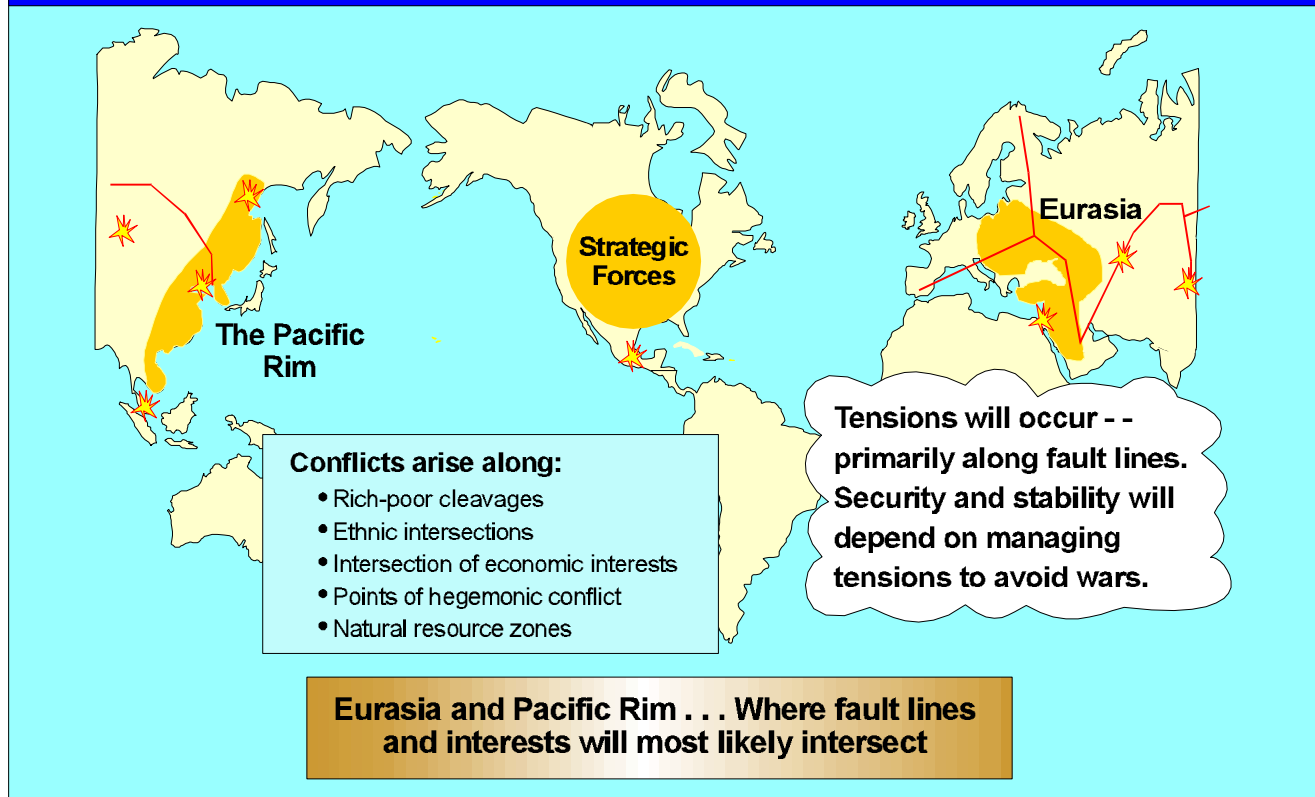 Eurasia
Strategic
Forces
The Pacific
Rim
Conflicts arise along:
• Rich-poor cleavages
• Ethnic intersections
• Intersection of economic interests
• Points of hegemonic conflict
• Natural resource zones
Tensions will occur - -
primarily along fault lines.
Security and stability will
depend on managing
tensions to avoid wars.
Eurasia and Pacific Rim . . . Where fault lines
and interests will most likely intersect